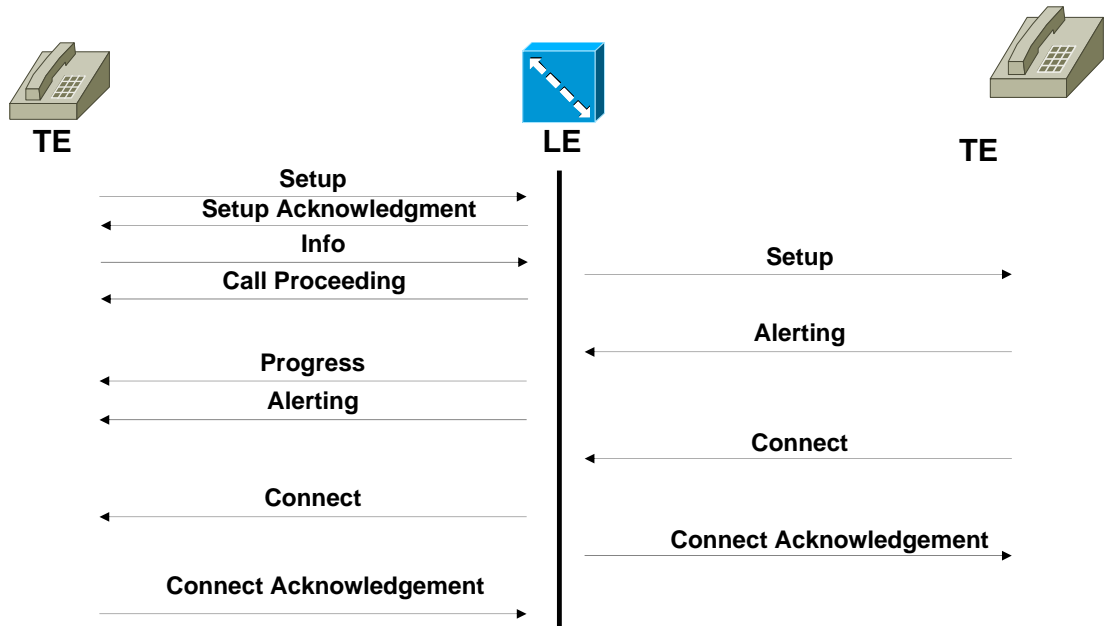 TE
LE
TE
Setup
Setup Acknowledgment
Info
Setup
Call Proceeding
Alerting
Progress
Alerting
Connect
Connect
Connect Acknowledgement
Connect Acknowledgement